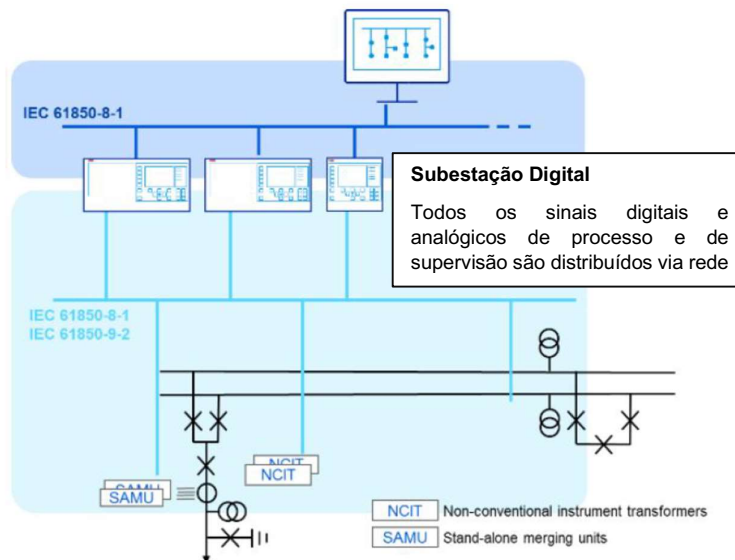 IEC 61850-8-1
Subestação Digital
Todos os sinais digitais e
analógicos de processo e de
supervisão são distribuídos via rede
IEC 61850-8-1
IEC 61850-9-2
NCIT
NCIT
SAMU
SAMU
NCIT Non-conventional instrument transformers
SAMU Stand-alone merging units